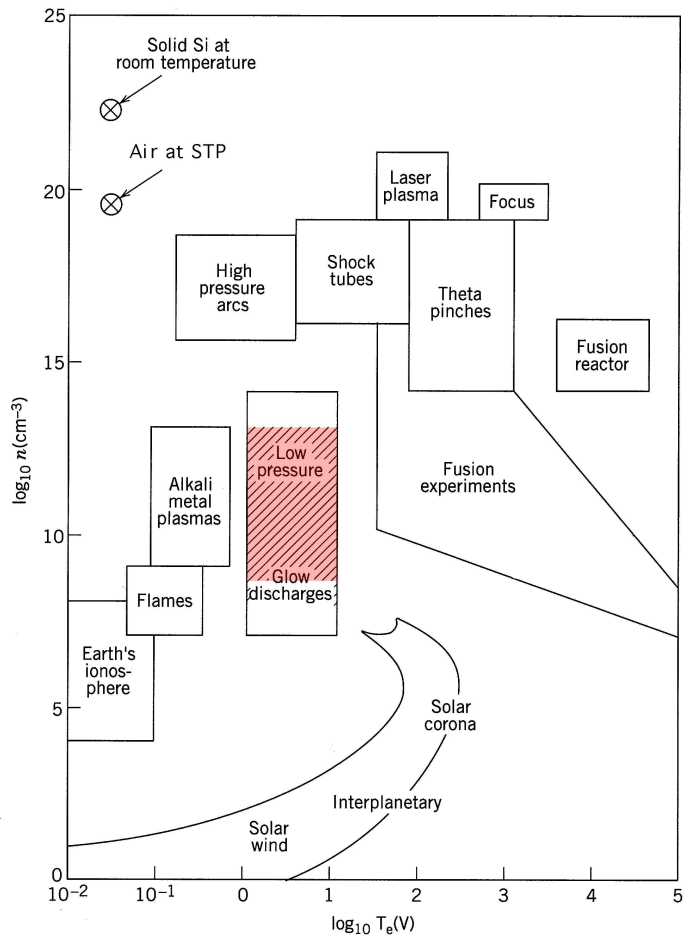 25
Solid Si at
room temperature
Air at STP
20
Laser
plasma
Focus
High
pressure
arcs
Shock
tubes
Theta
pinches
15
Fusion
reactor
log₁₀ n(cm⁻³)
Low
pressure
Alkali
metal
plasmas
Fusion
experiments
10
Glow
discharges
Flames
Earth's
ionos-
phere
5
Solar
corona
Interplanetary
Solar
wind
0
10⁻² 10⁻¹ 0 1 2 3 4 5
log₁₀ Tₑ(V)